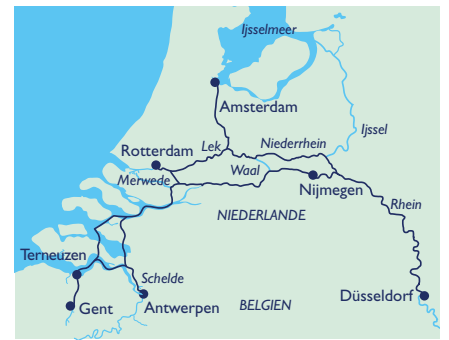 Ijsselmeer
Amsterdam
Ijssel
Rotterdam
Lek
Niederrhein
Merwede
Waal
Nijmegen
Rhein
NIEDERLANDE
Terneuzen
Schelde
Düsseldorf
Gent
Antwerpen
BELGIEN